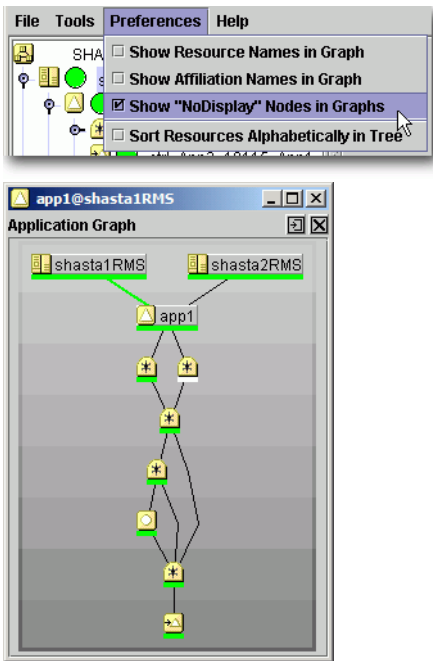 File Tools Preferences Help
SHA
Show Resource Names in Graph
Show Affiliation Names in Graph
Show "NoDisplay" Nodes in Graphs
Sort Resources Alphabetically in Tree
app1@shasta1RMS
Application Graph
shasta1RMS shasta2RMS
app1